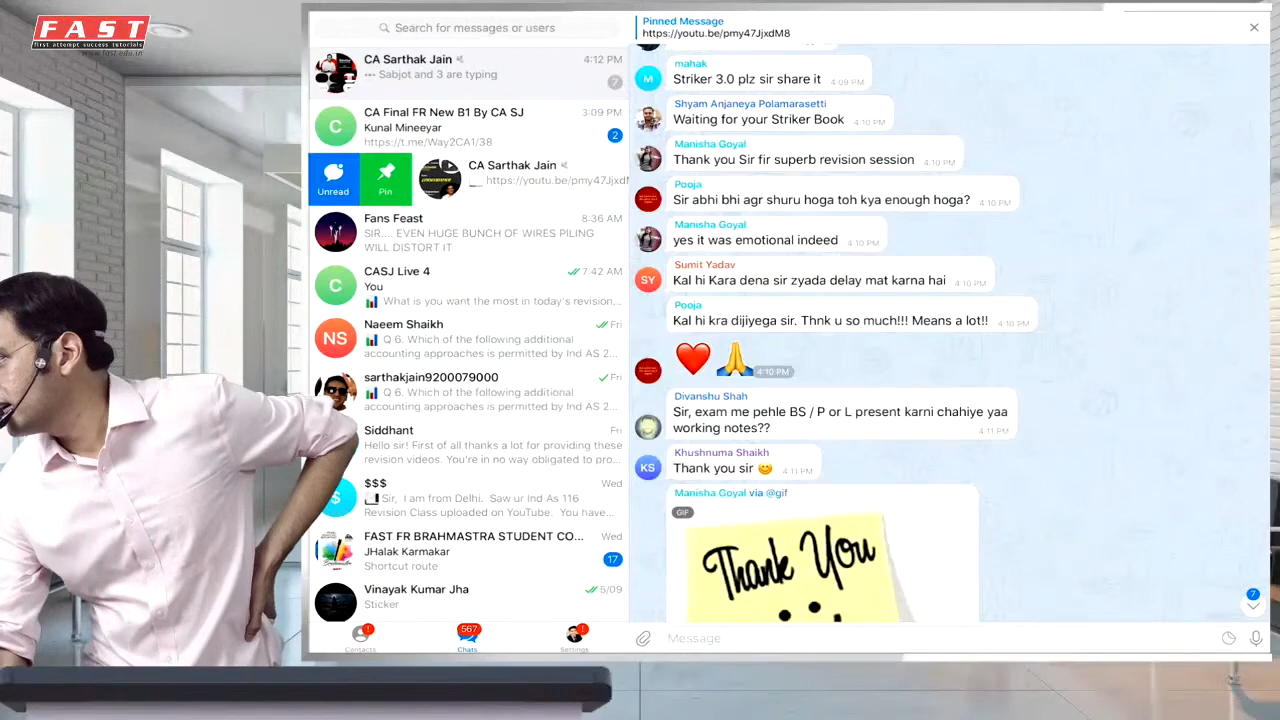 FAST
first attempt success tutorials
www.fast.edu.in
Search for messages or users
CA Sarthak Jain
4:12 PM
Sabjot and 3 are typing
7
C
CA Final FR New B1 By CA SJ
3:09 PM
Kunal Mineeyar
https://t.me/Way2CA1/38
2
Unread
Pin
CA Sarthak Jain
https://youtu.be/pmy47JjxdM
Fans Feast
8:36 AM
SIR.... EVEN HUGE BUNCH OF WIRES PILING
WILL DISTORT IT
C
CASJ Live 4
7:42 AM
You
What is you want the most in today's revision...
NS
Naeem Shaikh
Fri
Q 6. Which of the following additional
accounting approaches is permitted by Ind AS 2...
sarthakjain9200079000
Fri
Q 6. Which of the following additional
accounting approaches is permitted by Ind AS 2...
Siddhant
Fri
Hello sir! First of all thanks a lot for providing these
revision videos. You're in no way obligated to pro...
$
$$$
Wed
Sir, I am from Delhi. Saw ur Ind As 116
Revision Class uploaded on YouTube. You have...
FAST FR BRAHMASTRA STUDENT CO...
Wed
JHalak Karmakar
Shortcut route
17
Vinayak Kumar Jha
5/09
Sticker
!
567
!
Contacts
Chats
Settings
Pinned Message
https://youtu.be/pmy47JjxdM8
M
mahak
Striker 3.0 plz sir share it 4:09 PM
Shyam Anjaneya Polamarasetti
Waiting for your Striker Book 4:10 PM
Manisha Goyal
Thank you Sir fir superb revision session 4:10 PM
Pooja
Sir abhi bhi agr shuru hoga toh kya enough hoga? 4:10 PM
Manisha Goyal
yes it was emotional indeed 4:10 PM
SY
Sumit Yadav
Kal hi Kara dena sir zyada delay mat karna hai 4:10 PM
Pooja
Kal hi kra dijiyega sir. Thnk u so much!!! Means a lot!! 4:10 PM
❤️🙏 4:10 PM
Divanshu Shah
Sir, exam me pehle BS / P or L present karni chahiye yaa
working notes?? 4:11 PM
KS
Khushnuma Shaikh
Thank you sir 😊 4:11 PM
Manisha Goyal via @gif
GIF
Thank You
7
Message